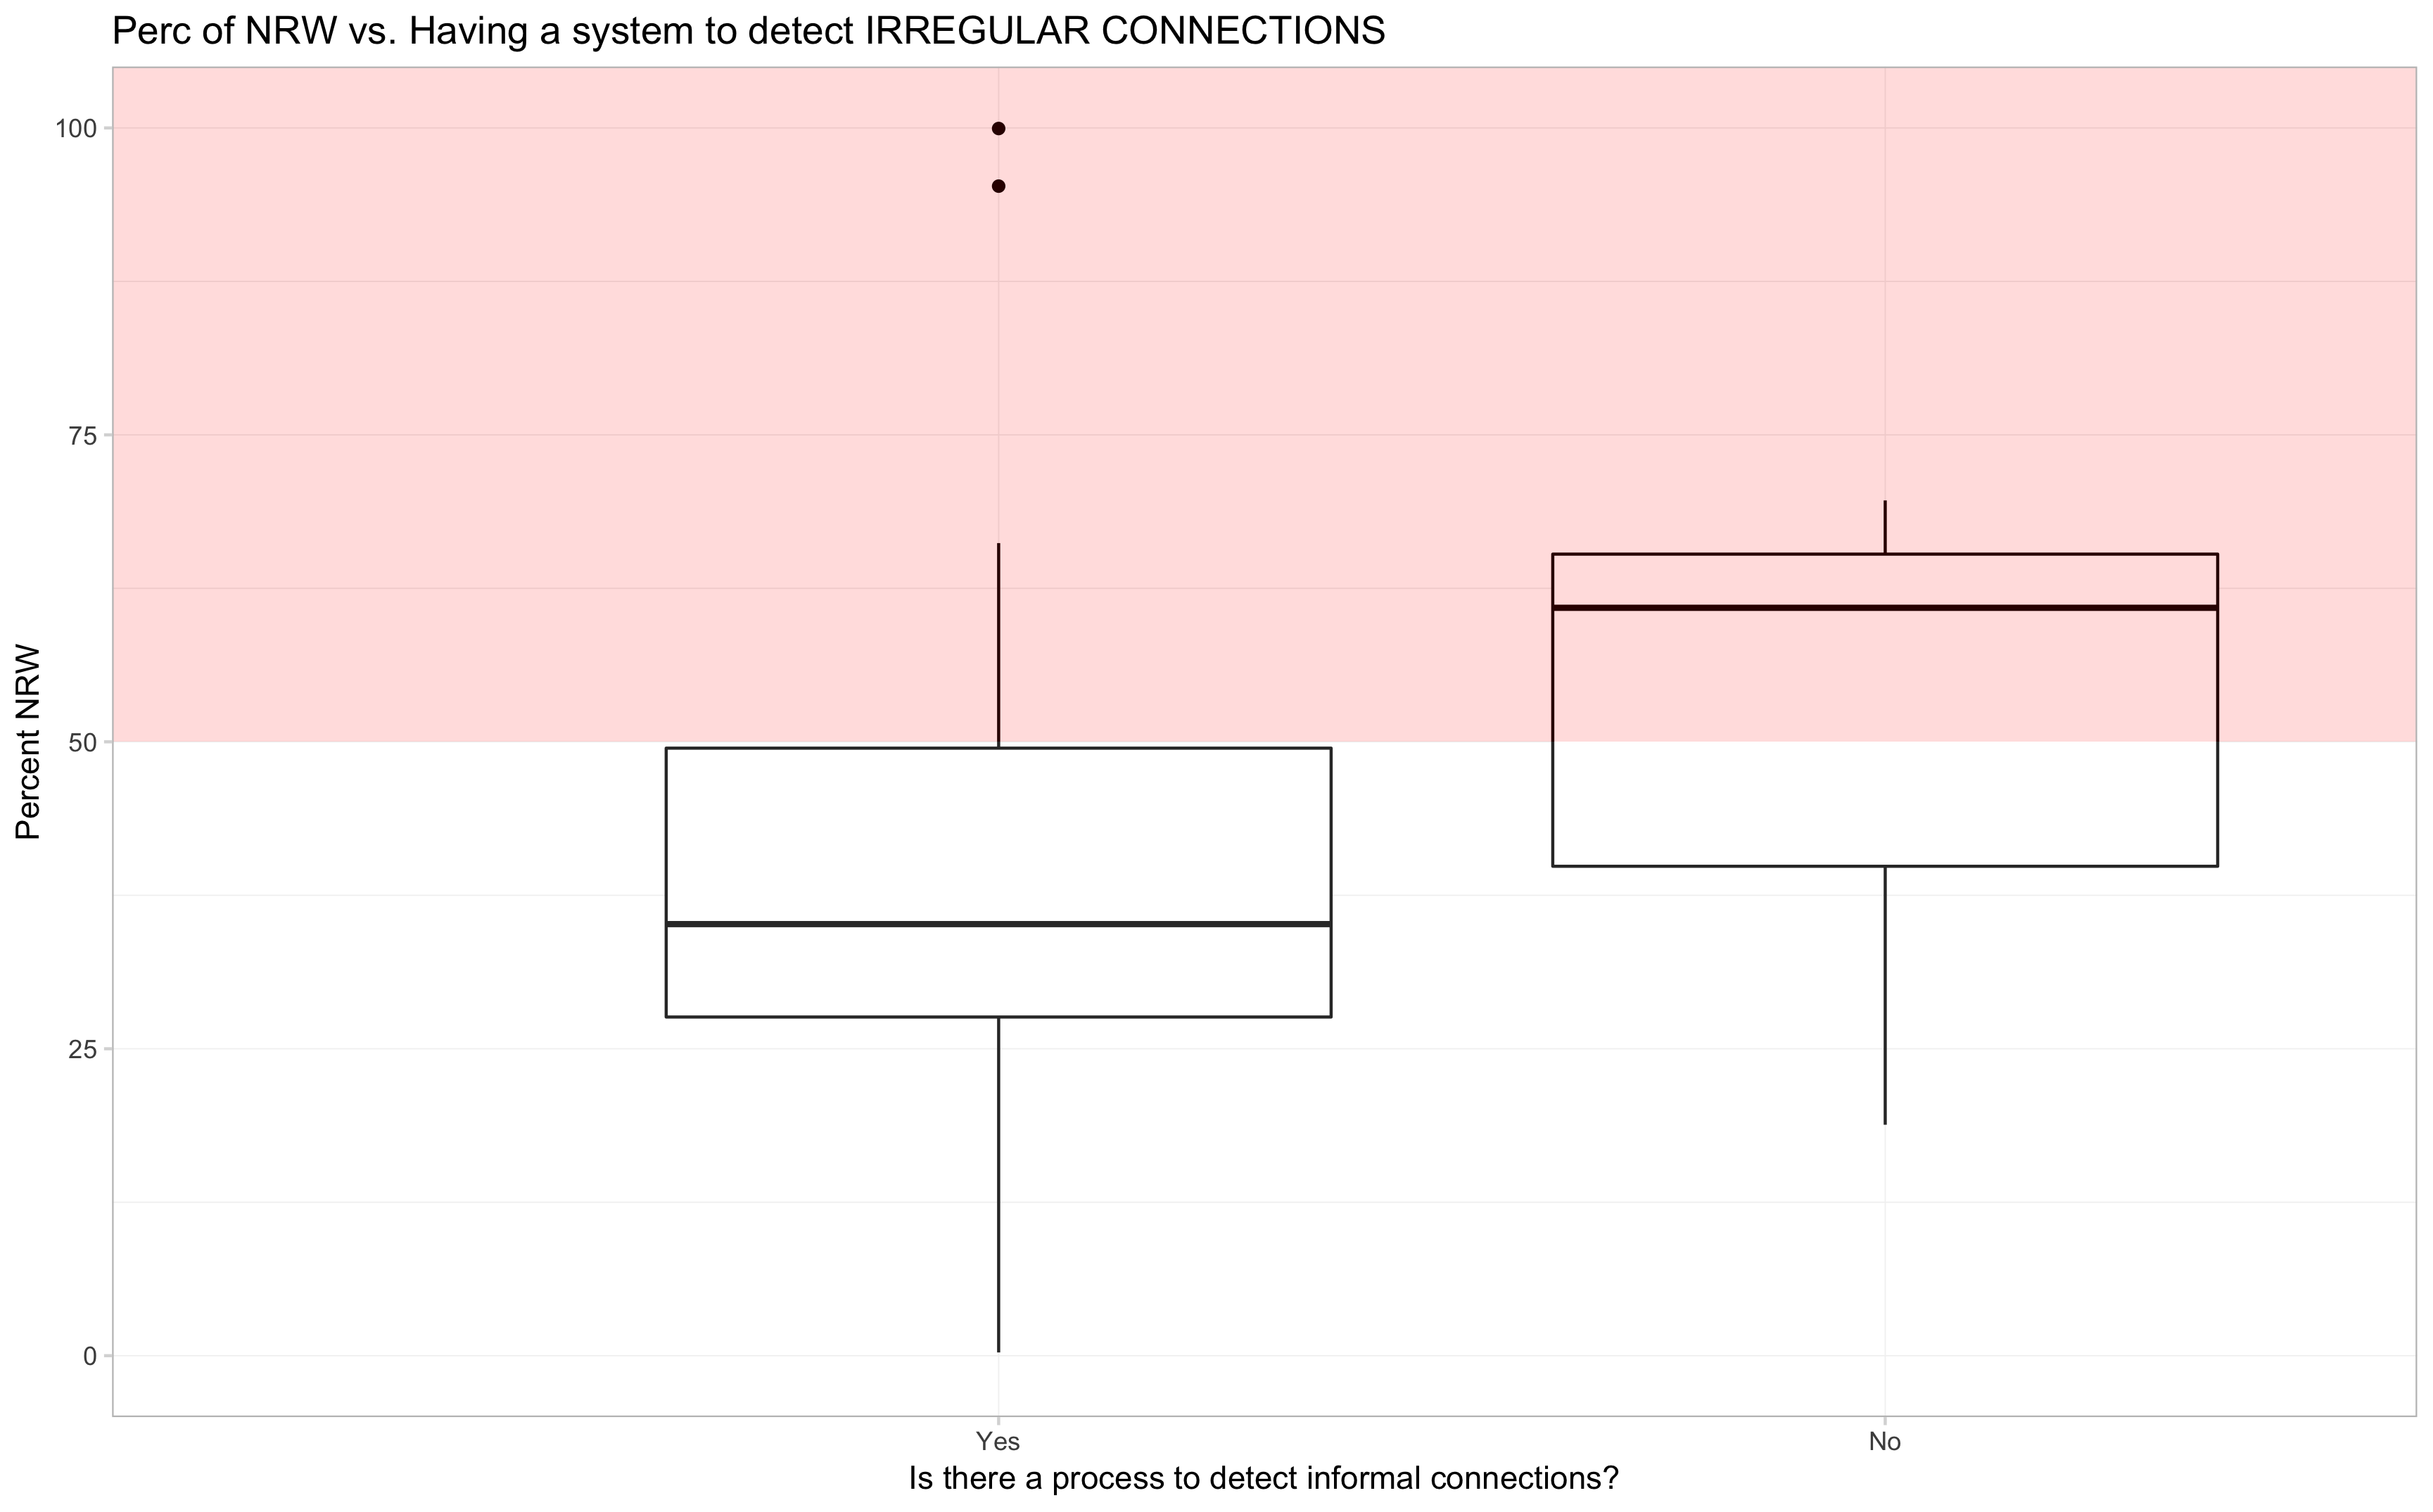 Perc of NRW vs. Having a system to detect IRREGULAR CONNECTIONS
Percent NRW
100
75
50
25
0
Yes No
Is there a process to detect informal connections?